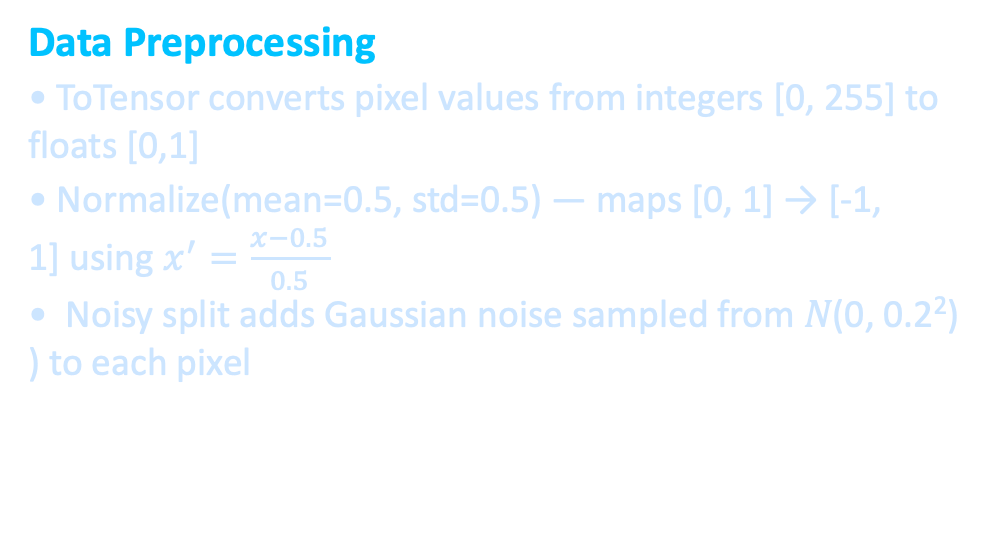 Data Preprocessing
• ToTensor converts pixel values from integers [0, 255] to
floats [0,1]
• Normalize(mean=0.5, std=0.5) — maps [0, 1] → [-1,
1] using x′ = \frac{x−0.5}{0.5}
• Noisy split adds Gaussian noise sampled from N(0, 0.2²)
) to each pixel